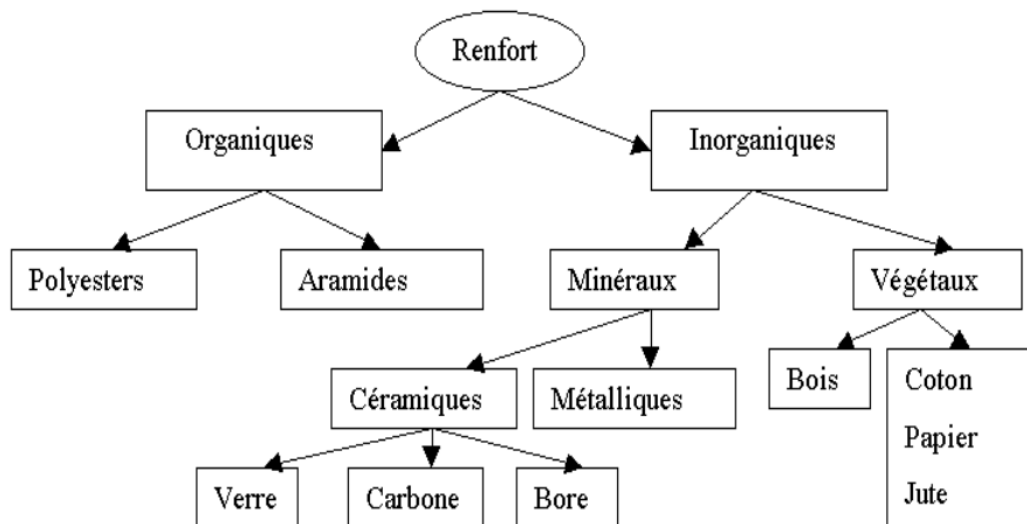 Renfort
Organiques
Inorganiques
Polyesters
Aramides
Minéraux
Végétaux
Céramiques
Métalliques
Bois
Coton
Papier
Jute
Verre
Carbone
Bore